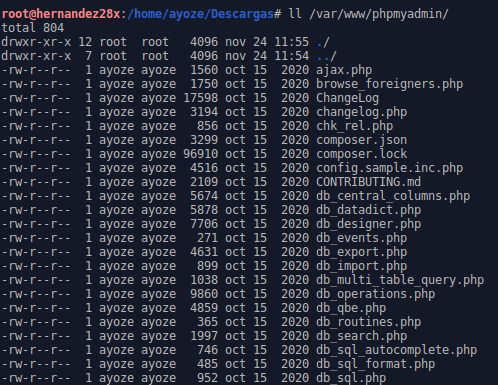 root@hernandez28x:/home/ayoze/Descargas# ll /var/www/phpmyadmin/
total 804
drwxr-xr-x 12 root  root   4096 nov 24 11:55 ./
drwxr-xr-x  7 root  root   4096 nov 24 11:54 ../
-rw-r--r--  1 ayoze ayoze  1560 oct 15  2020 ajax.php
-rw-r--r--  1 ayoze ayoze  1750 oct 15  2020 browse_foreigners.php
-rw-r--r--  1 ayoze ayoze 17598 oct 15  2020 ChangeLog
-rw-r--r--  1 ayoze ayoze  3194 oct 15  2020 changelog.php
-rw-r--r--  1 ayoze ayoze   856 oct 15  2020 chk_rel.php
-rw-r--r--  1 ayoze ayoze  3299 oct 15  2020 composer.json
-rw-r--r--  1 ayoze ayoze 96910 oct 15  2020 composer.lock
-rw-r--r--  1 ayoze ayoze  4516 oct 15  2020 config.sample.inc.php
-rw-r--r--  1 ayoze ayoze  2109 oct 15  2020 CONTRIBUTING.md
-rw-r--r--  1 ayoze ayoze  5674 oct 15  2020 db_central_columns.php
-rw-r--r--  1 ayoze ayoze  5878 oct 15  2020 db_datadict.php
-rw-r--r--  1 ayoze ayoze  7706 oct 15  2020 db_designer.php
-rw-r--r--  1 ayoze ayoze   271 oct 15  2020 db_events.php
-rw-r--r--  1 ayoze ayoze  4631 oct 15  2020 db_export.php
-rw-r--r--  1 ayoze ayoze   899 oct 15  2020 db_import.php
-rw-r--r--  1 ayoze ayoze  1038 oct 15  2020 db_multi_table_query.php
-rw-r--r--  1 ayoze ayoze  9860 oct 15  2020 db_operations.php
-rw-r--r--  1 ayoze ayoze  4859 oct 15  2020 db_qbe.php
-rw-r--r--  1 ayoze ayoze   365 oct 15  2020 db_routines.php
-rw-r--r--  1 ayoze ayoze  1997 oct 15  2020 db_search.php
-rw-r--r--  1 ayoze ayoze   746 oct 15  2020 db_sql_autocomplete.php
-rw-r--r--  1 ayoze ayoze   485 oct 15  2020 db_sql_format.php
-rw-r--r--  1 ayoze ayoze   952 oct 15  2020 db_sql.php